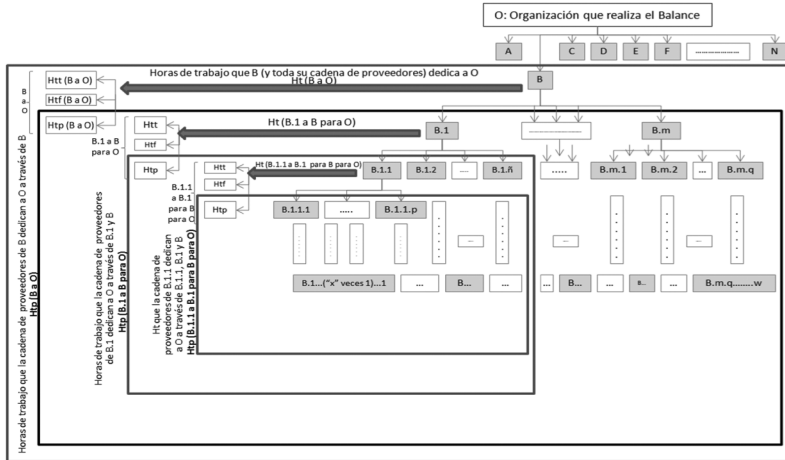 O: Organización que realiza el Balance
A
C
D
E
F
.....................
N
Horas de trabajo que B (y toda su cadena de proveedores) dedica a O
Ht (B a O)
B
B a O
Htt (B a O)
Htf (B a O)
Htp (B a O)
Ht (B.1 a B para O)
B.1
.....................
B.m
B.1 a B para O
Htt
Htf
Htp
Ht (B.1.1 a B.1 para B para O)
B.1.1
B.1.2
....
B.1.ñ
.....
B.m.1
B.m.2
...
B.m.q
B.1.1
a B.1
para B
para O
Htt
Htf
Htp
B.1.1.1
.....
B.1.1.p
B.1...("x" veces 1)...1
...
B...
...
...
B...
...
B...
...
B.m.q........w
Horas de trabajo que la cadena de proveedores de B dedican a O a través de B
Htp (B a O)
Horas de trabajo que la cadena de proveedores
de B.1 dedican a O a través de B.1 y B
Htp (B.1 a B para O)
Ht que la cadena de
proveedores de B.1.1 dedican
a O a través de B.1.1, B.1 y B
Htp (B.1.1 a B.1 para B para O)